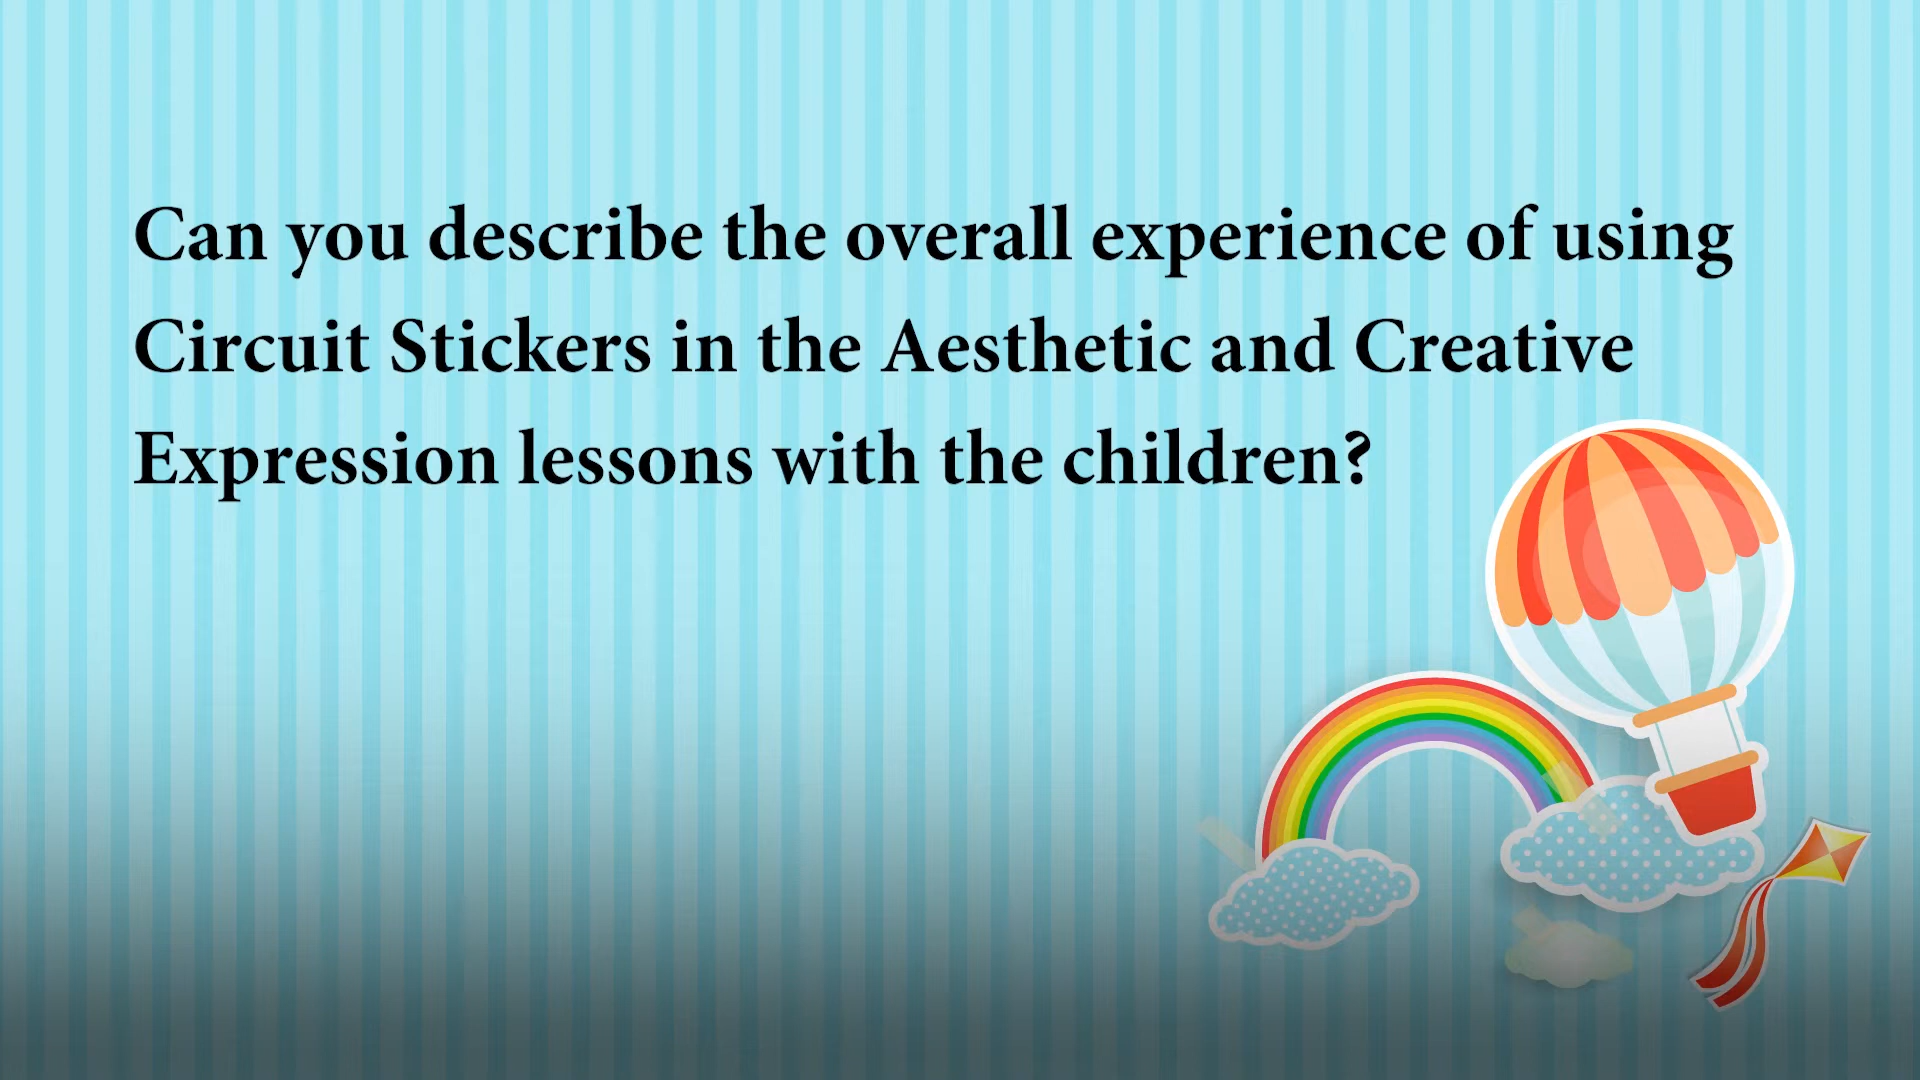 Can you describe the overall experience of using
Circuit Stickers in the Aesthetic and Creative
Expression lessons with the children?